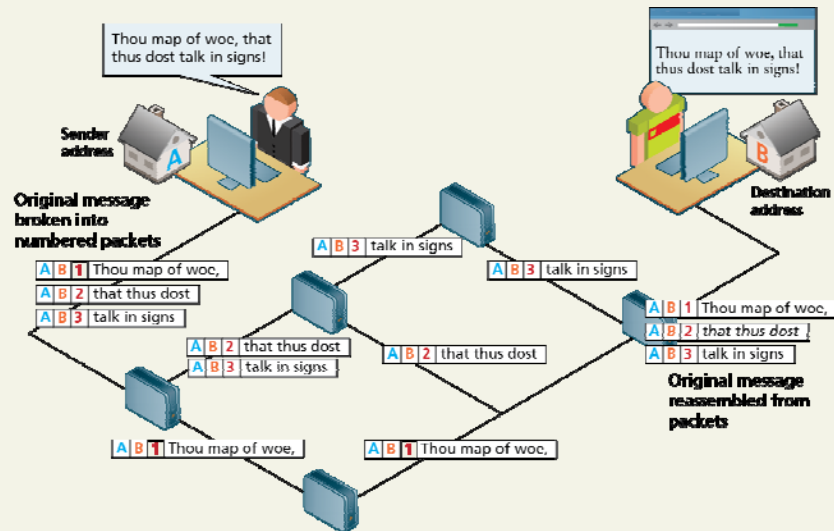 Thou map of woe, that
thus dost talk in signs!
Thou map of woe, that
thus dost talk in signs!
Sender
address
A
B
Destination
address
Original message
broken into
numbered packets
A B 3 talk in signs
A B 3 talk in signs
A B 1 Thou map of woe,
A B 2 that thus dost
A B 3 talk in signs
A B 1 Thou map of woe,
A B 2 that thus dost
A B 3 talk in signs
A B 2 that thus dost
A B 3 talk in signs
A B 2 that thus dost
Original message
reassembled from
packets
A B 1 Thou map of woe,
A B 1 Thou map of woe,